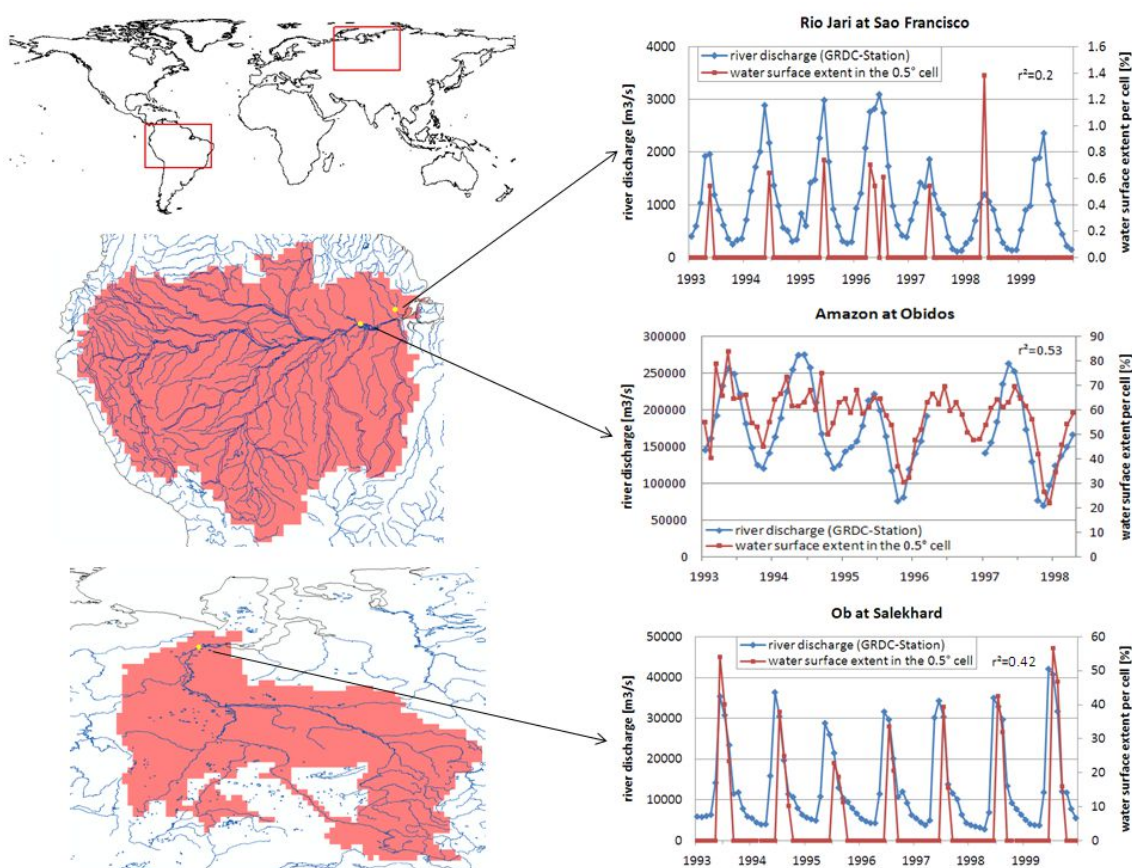 Rio Jari at Sao Francisco
river discharge [m3/s]
4000
3000
2000
1000
0
river discharge (GRDC-Station)
water surface extent in the 0.5° cell
r²=0.2
1.6
1.4
1.2
1.0
0.8
0.6
0.4
0.2
0.0
water surface extent per cell [%]
1993 1994 1995 1996 1997 1998 1999
Amazon at Obidos
river discharge [m3/s]
300000
250000
200000
150000
100000
50000
0
r²=0.53
river discharge (GRDC-Station)
water surface extent in the 0.5° cell
90
80
70
60
50
40
30
20
10
0
water surface extent per cell [%]
1993 1994 1995 1996 1997 1998
Ob at Salekhard
river discharge [m3/s]
50000
40000
30000
20000
10000
0
river discharge (GRDC-Station)
water surface extent in the 0.5° cell
r²=0.42
60
50
40
30
20
10
0
water surface extent per cell [%]
1993 1994 1995 1996 1997 1998 1999